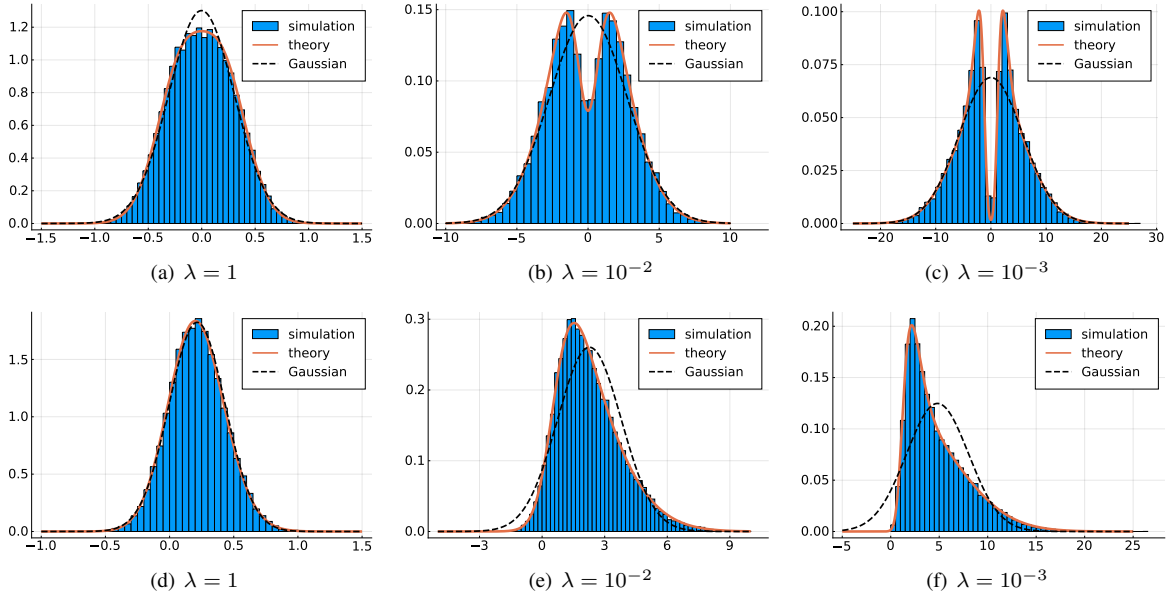 0.0
0.2
0.4
0.6
0.8
1.0
1.2
−1.5
−1.0
−0.5
0.0
0.5
1.0
1.5
simulation
theory
Gaussian
(a) λ = 1
0.00
0.05
0.10
0.15
−10
−5
0
5
10
simulation
theory
Gaussian
(b) λ = 10⁻²
0.000
0.025
0.050
0.075
0.100
−20
−10
0
10
20
30
simulation
theory
Gaussian
(c) λ = 10⁻³
0.0
0.5
1.0
1.5
−1.0
−0.5
0.0
0.5
1.0
1.5
simulation
theory
Gaussian
(d) λ = 1
0.0
0.1
0.2
0.3
−3
0
3
6
9
simulation
theory
Gaussian
(e) λ = 10⁻²
0.00
0.05
0.10
0.15
0.20
−5
0
5
10
15
20
25
simulation
theory
Gaussian
(f) λ = 10⁻³